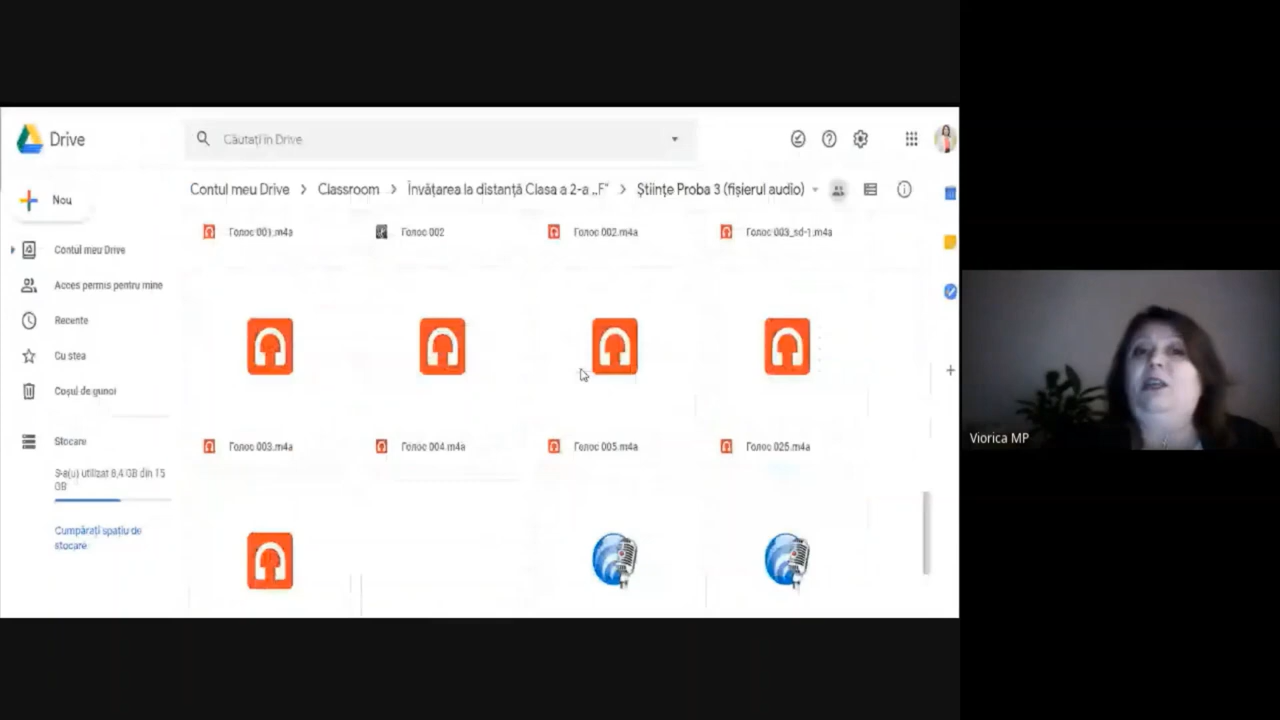 Drive
Căutați în Drive
Contul meu Drive > Classroom > Învățarea la distanță Clasa a 2-a „F" > Științe Proba 3 (fișierul audio)
Nou
Голос 001.m4a
Голос 002
Голос 002.m4a
Голос 003_sd-1.m4a
Contul meu Drive
Acces permis pentru mine
Recente
Cu stea
Coșul de gunoi
Голос 003.m4a
Голос 004.m4a
Голос 005.m4a
Голос 025.m4a
Stocare
S-a(u) utilizat 8,4 GB din 15
GB
Cumpărați spațiu de
stocare
Viorica MP